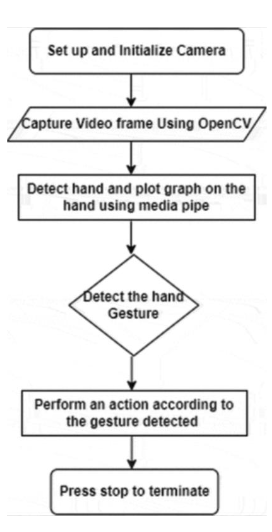 Set up and Initialize Camera
Capture Video frame Using OpenCV
Detect hand and plot graph on the
hand using media pipe
Detect the hand
Gesture
Perform an action according to
the gesture detected
Press stop to terminate